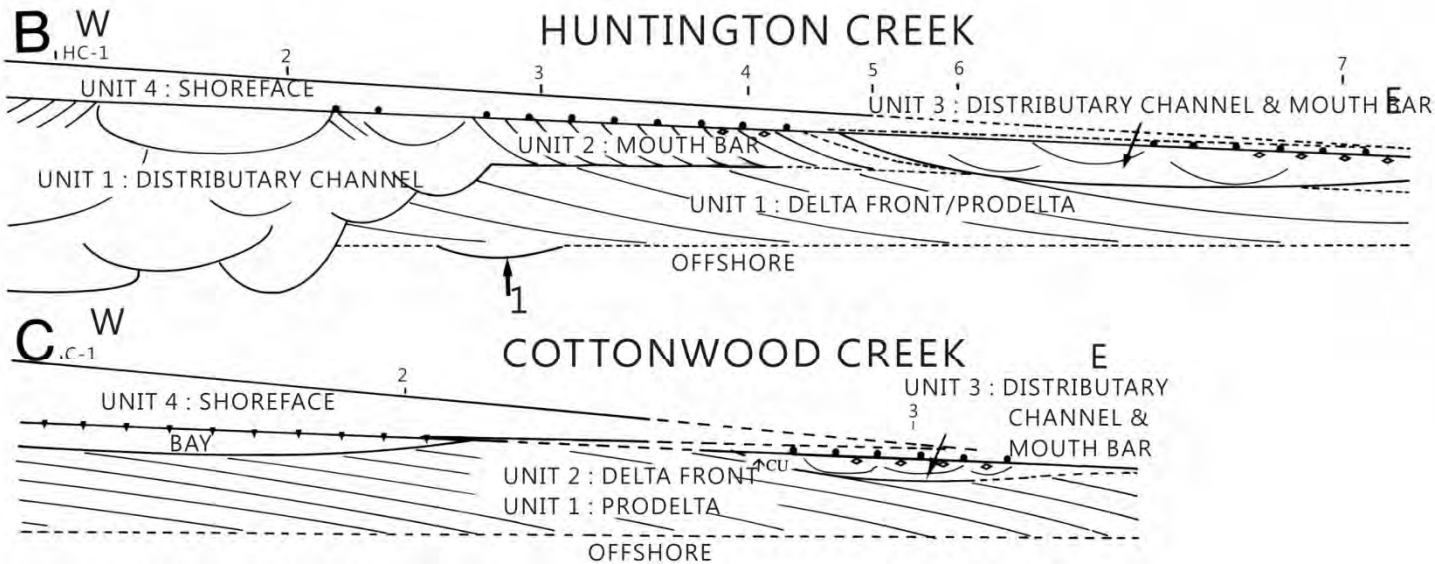 B W HUNTINGTON CREEK
HC-1 2 3 4 5 6 7
UNIT 4 : SHOREFACE
UNIT 3 : DISTRIBUTARY CHANNEL & MOUTH BAR
E
UNIT 2 : MOUTH BAR
UNIT 1 : DISTRIBUTARY CHANNEL
UNIT 1 : DELTA FRONT/PRODELTA
OFFSHORE
1
C W COTTONWOOD CREEK E
C-1 2 3
UNIT 3 : DISTRIBUTARY
CHANNEL &
MOUTH BAR
UNIT 4 : SHOREFACE
BAY
CU
UNIT 2 : DELTA FRONT
UNIT 1 : PRODELTA
OFFSHORE